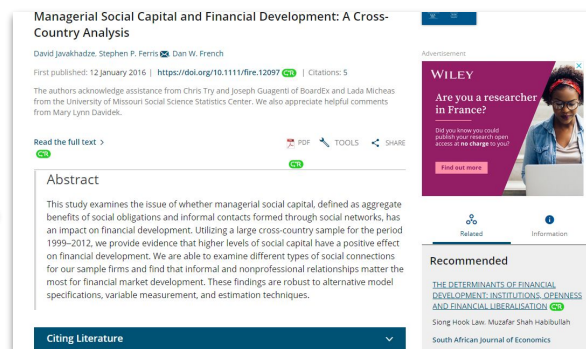 Managerial Social Capital and Financial Development: A Cross-
Country Analysis
David Javakhadze, Stephen P. Ferris, Dan W. French
First published: 12 January 2016 | https://doi.org/10.1111/fire.12097 | Citations: 5
The authors acknowledge assistance from Chris Try and Joseph Guagenti of BoardEx and Lada Micheas
from the University of Missouri Social Science Statistics Center. We also appreciate helpful comments
from Mary Lynn Davidek.
Read the full text >
PDF TOOLS SHARE
Abstract
This study examines the issue of whether managerial social capital, defined as aggregate
benefits of social obligations and informal contacts formed through social networks, has
an impact on financial development. Utilizing a large cross-country sample for the period
1999–2012, we provide evidence that higher levels of social capital have a positive effect
on financial development. We are able to examine different types of social connections
for our sample firms and find that informal and nonprofessional relationships matter the
most for financial market development. These findings are robust to alternative model
specifications, variable measurement, and estimation techniques.
Citing Literature
Advertisement
WILEY
Are you a researcher
in France?
Did you know you could
publish your research open
access at no charge to you?
Find out more
Related Information
Recommended
THE DETERMINANTS OF FINANCIAL
DEVELOPMENT: INSTITUTIONS, OPENNESS
AND FINANCIAL LIBERALISATION
Siong Hook Law, Muzafar Shah Habibullah
South African Journal of Economics